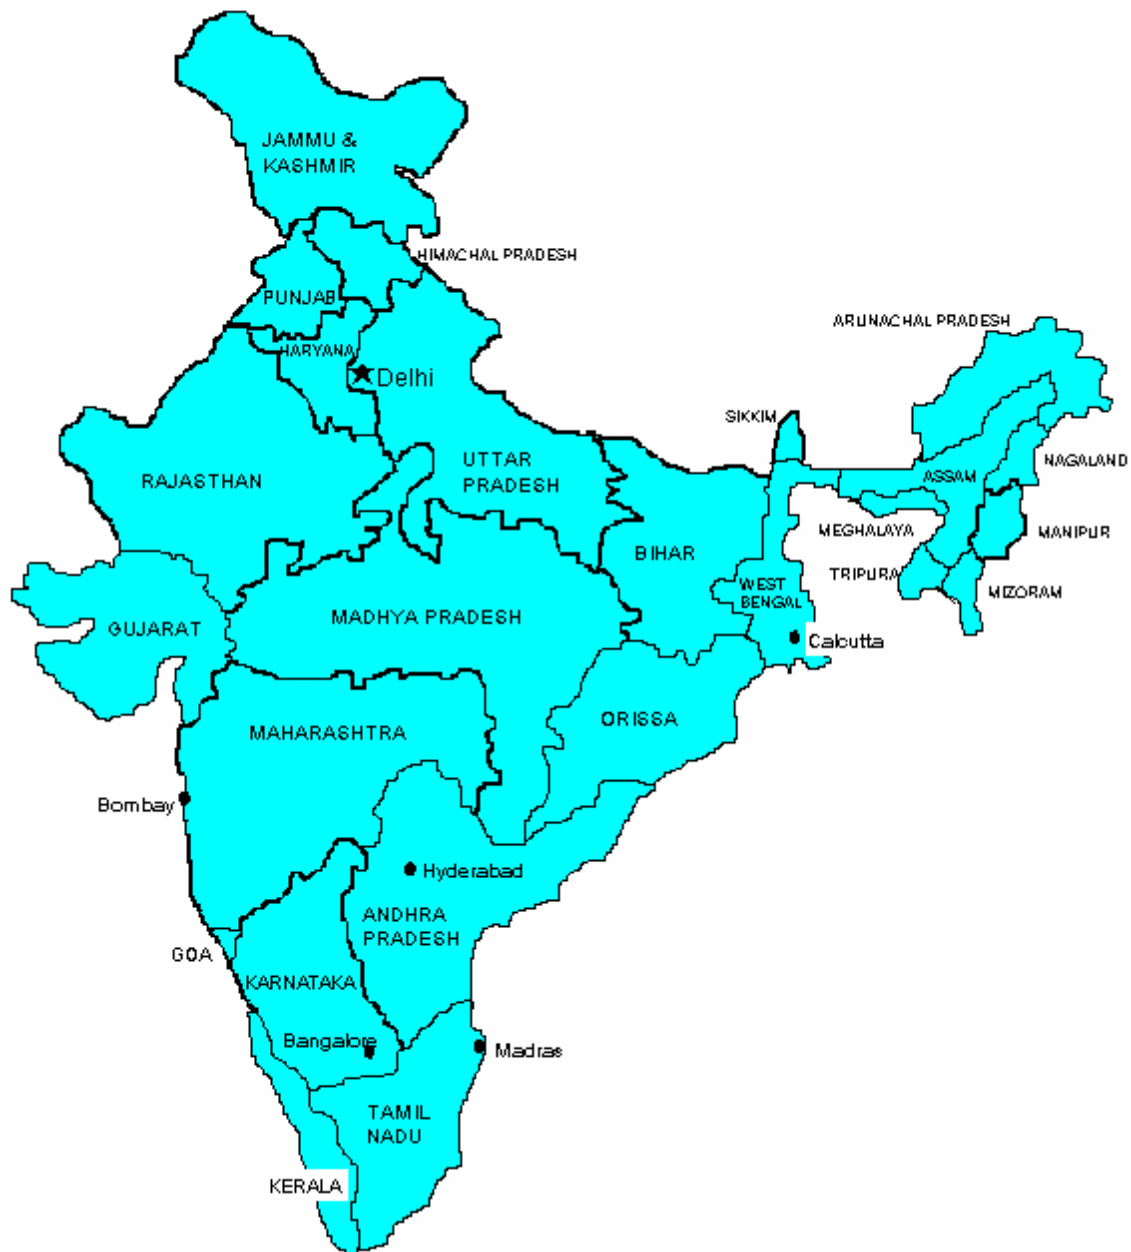 JAMMU &
KASHMIR
HIMACHAL PRADESH
PUNJAB
ARUNACHAL PRADESH
HARYANA
Delhi
SIKKIM
UTTAR
PRADESH
RAJASTHAN
NAGALAND
ASSAM
MEGHALAYA
MANIPUR
BIHAR
TRIPURA
WEST
BENGAL
MIZORAM
MADHYA PRADESH
GUJARAT
Calcutta
ORISSA
MAHARASHTRA
Bombay
Hyderabad
ANDHRA
PRADESH
GOA
KARNATAKA
Bangalore
Madras
TAMIL
NADU
KERALA